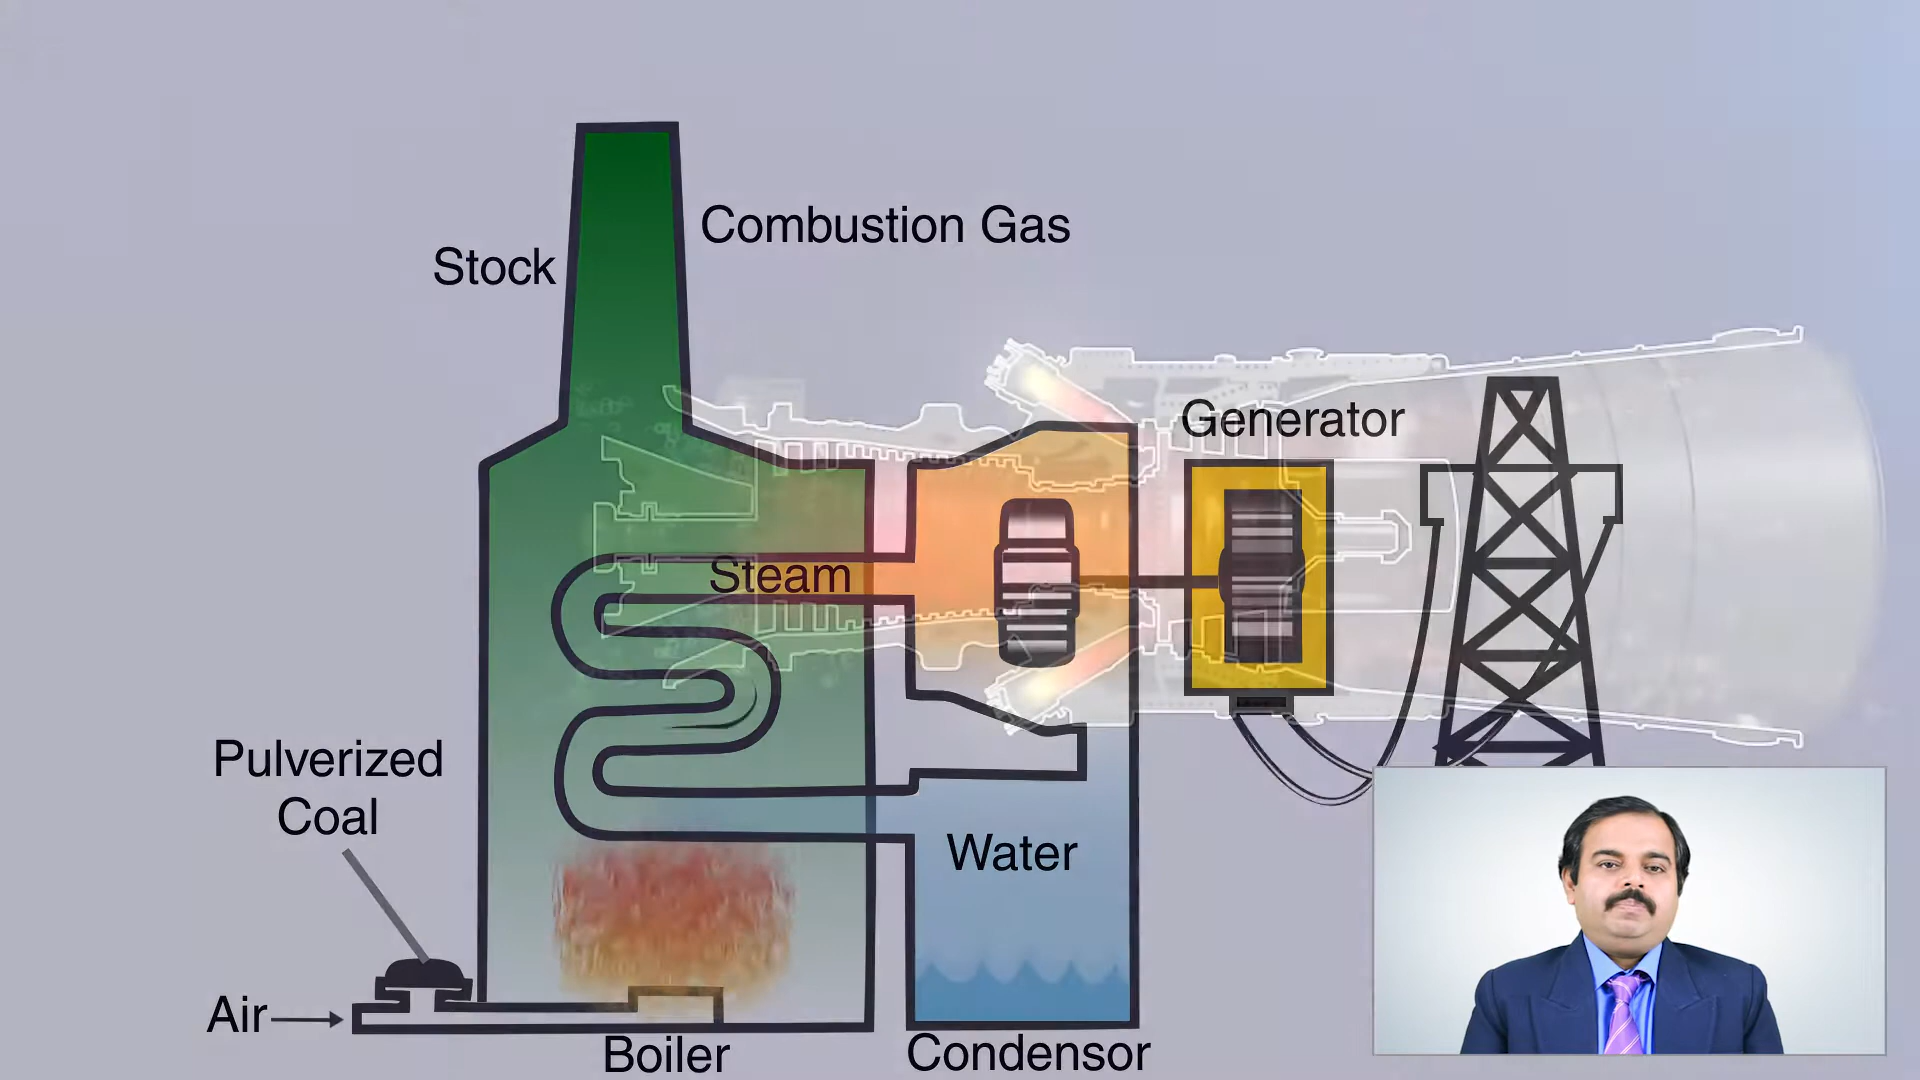 Combustion Gas
Stock
Generator
Steam
Pulverized
Coal
Water
Air
Boiler
Condensor